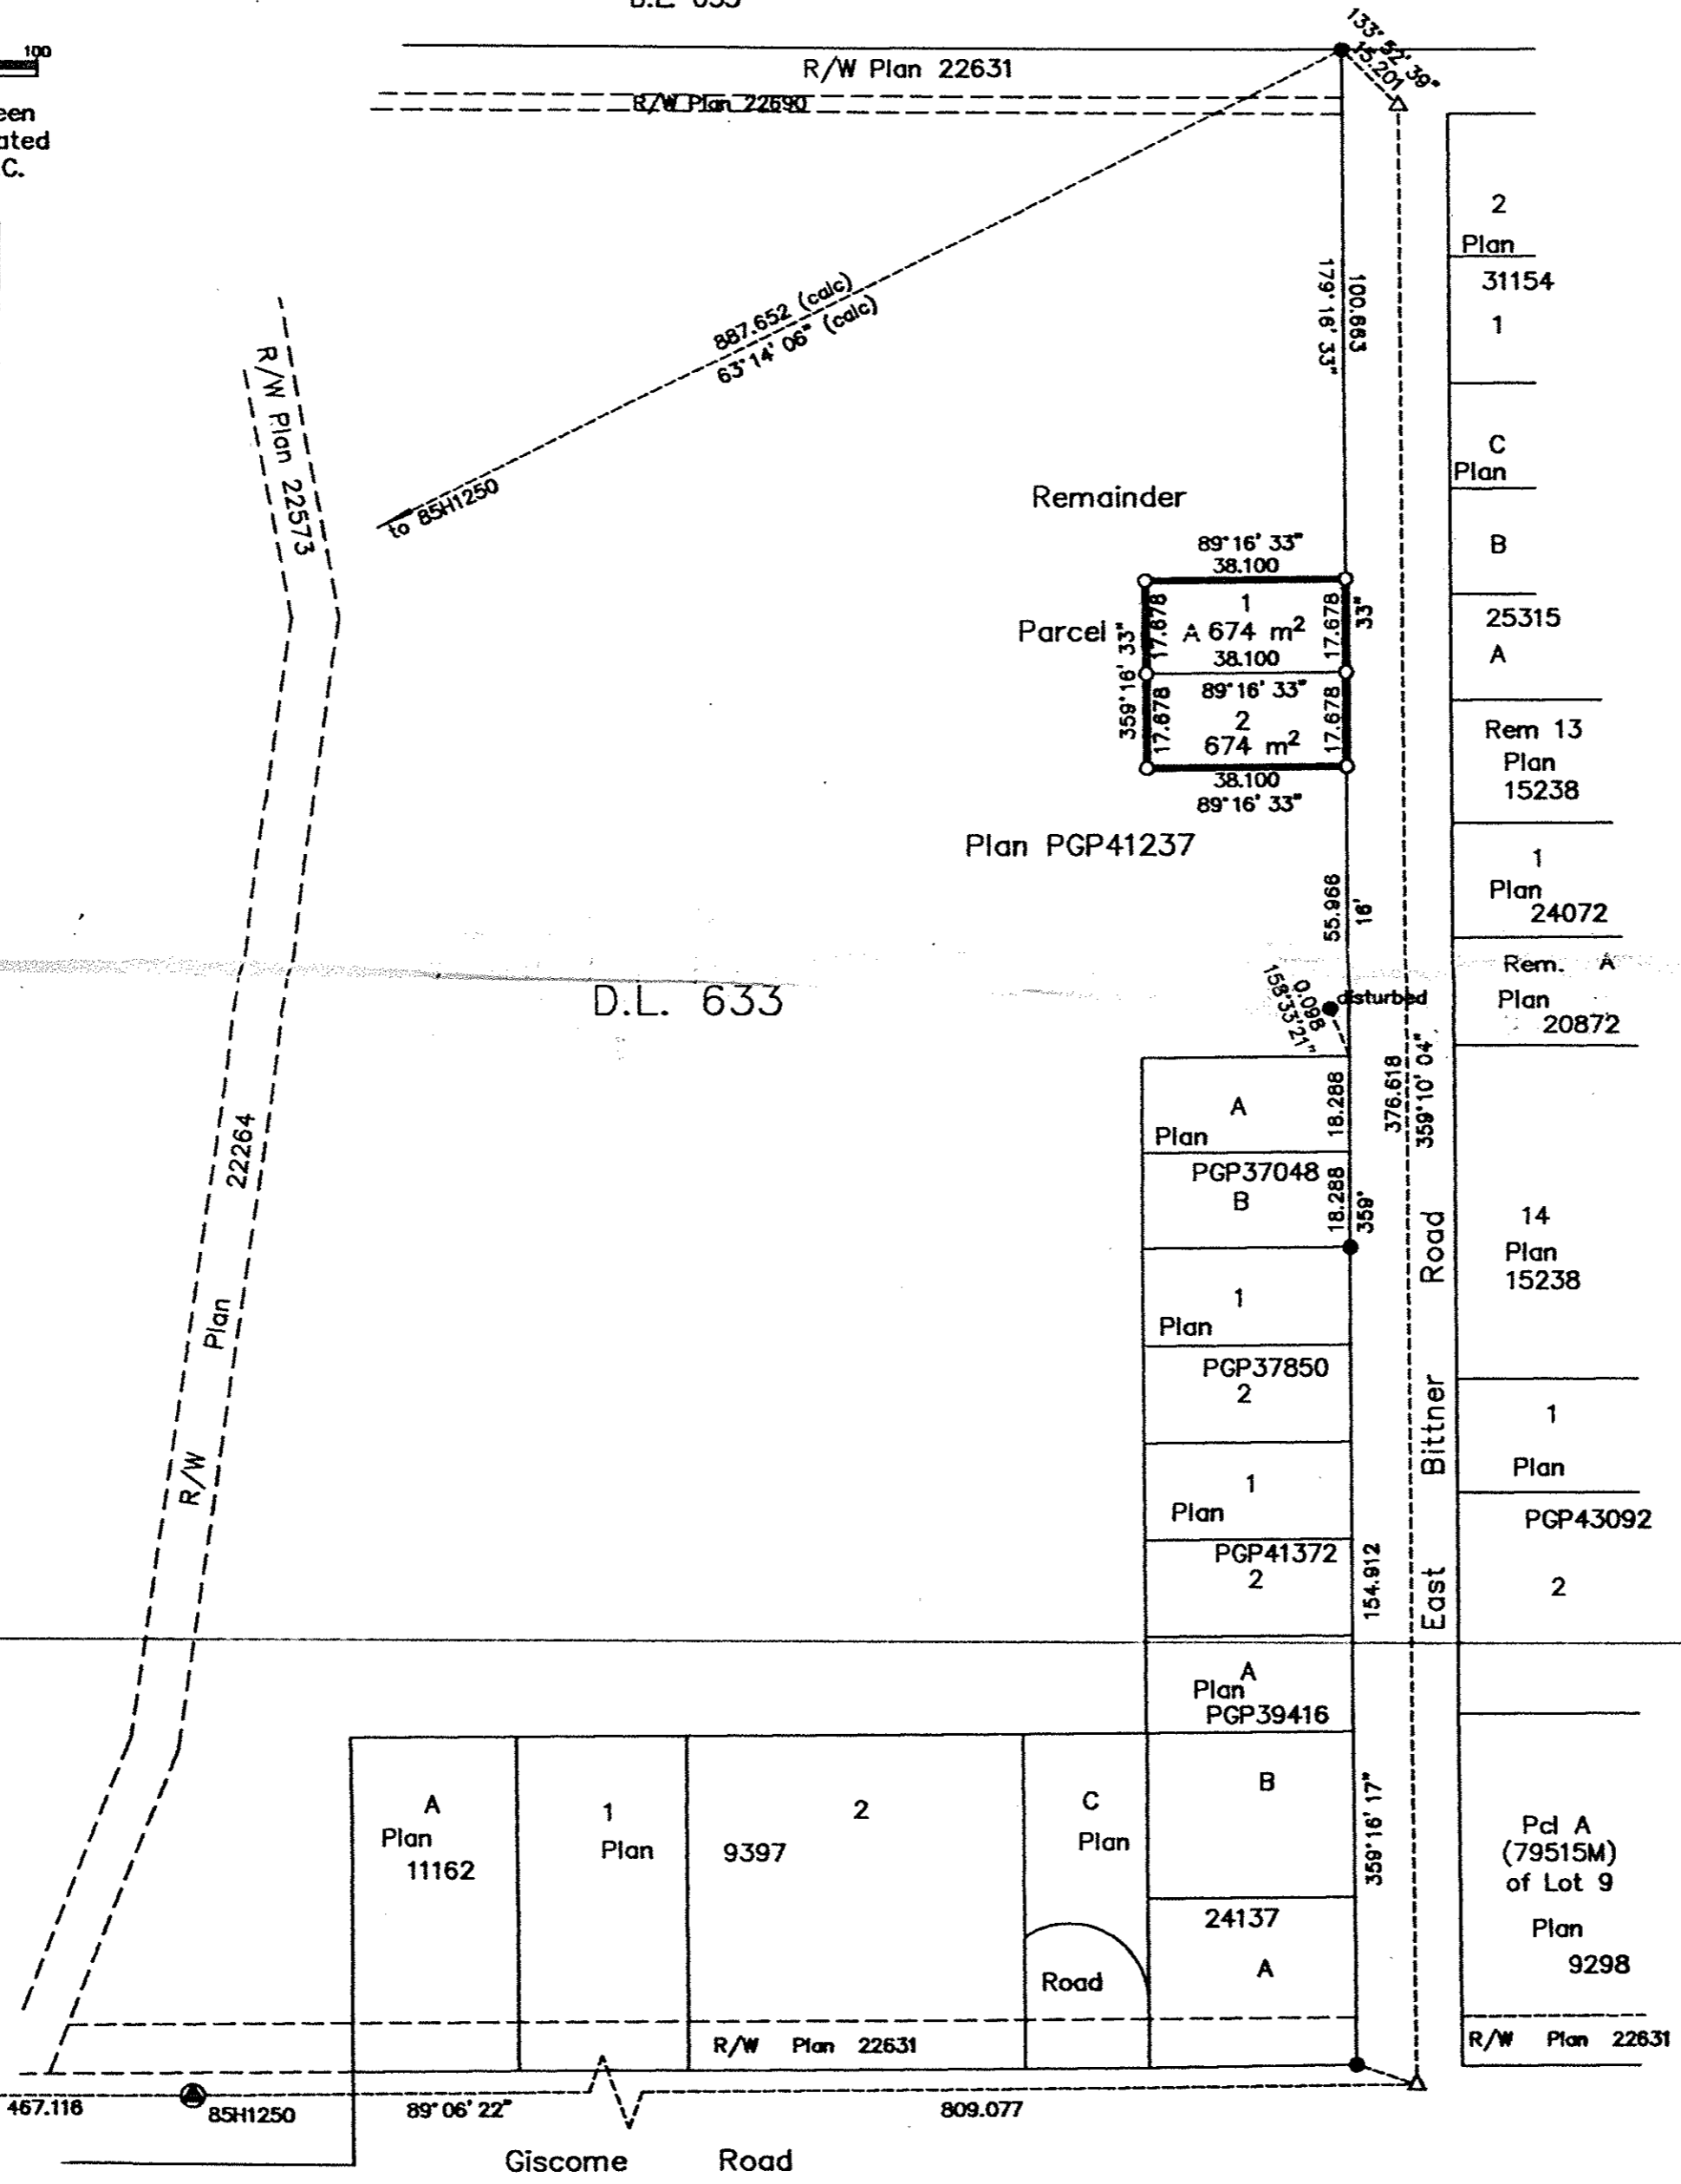 100
R/W Plan 22631
R/W Plan 22690
133°52'39"
15.201
C.
2
Plan
31154
1
887.652 (calc)
63°14'06" (calc)
to 85H1250
179°16'33"
R/W Plan 22573
C
Plan
Remainder
89°16'33"
38.100
B
17.678
1
17.678
33"
Parcel
A 674 m²
38.100
25315
A
359°16'33"
89°16'33"
17.678
2
17.678
674 m²
38.100
89°16'33"
Rem 13
Plan
15238
Plan PGP41237
55.966
16'
1
Plan
24072
D.L. 633
0.098
158°33'21"
disturbed
Rem. A
Plan
20872
A
Plan
18.288
376.618
359°10'04"
PGP37048
B
18.288
359°
22264
Plan
R/W
1
Plan
PGP37850
2
14
Plan
15238
1
Plan
PGP41372
2
154.912
East Bittner Road
1
Plan
PGP43092
2
A
Plan
PGP39416
A
Plan
11162
1
Plan
2
9397
C
Plan
B
359°16'17"
24137
A
Road
Pcl A
(79515M)
of Lot 9
Plan
9298
R/W Plan 22631
R/W Plan 22631
467.116
85H1250
89°06'22"
809.077
Giscome Road